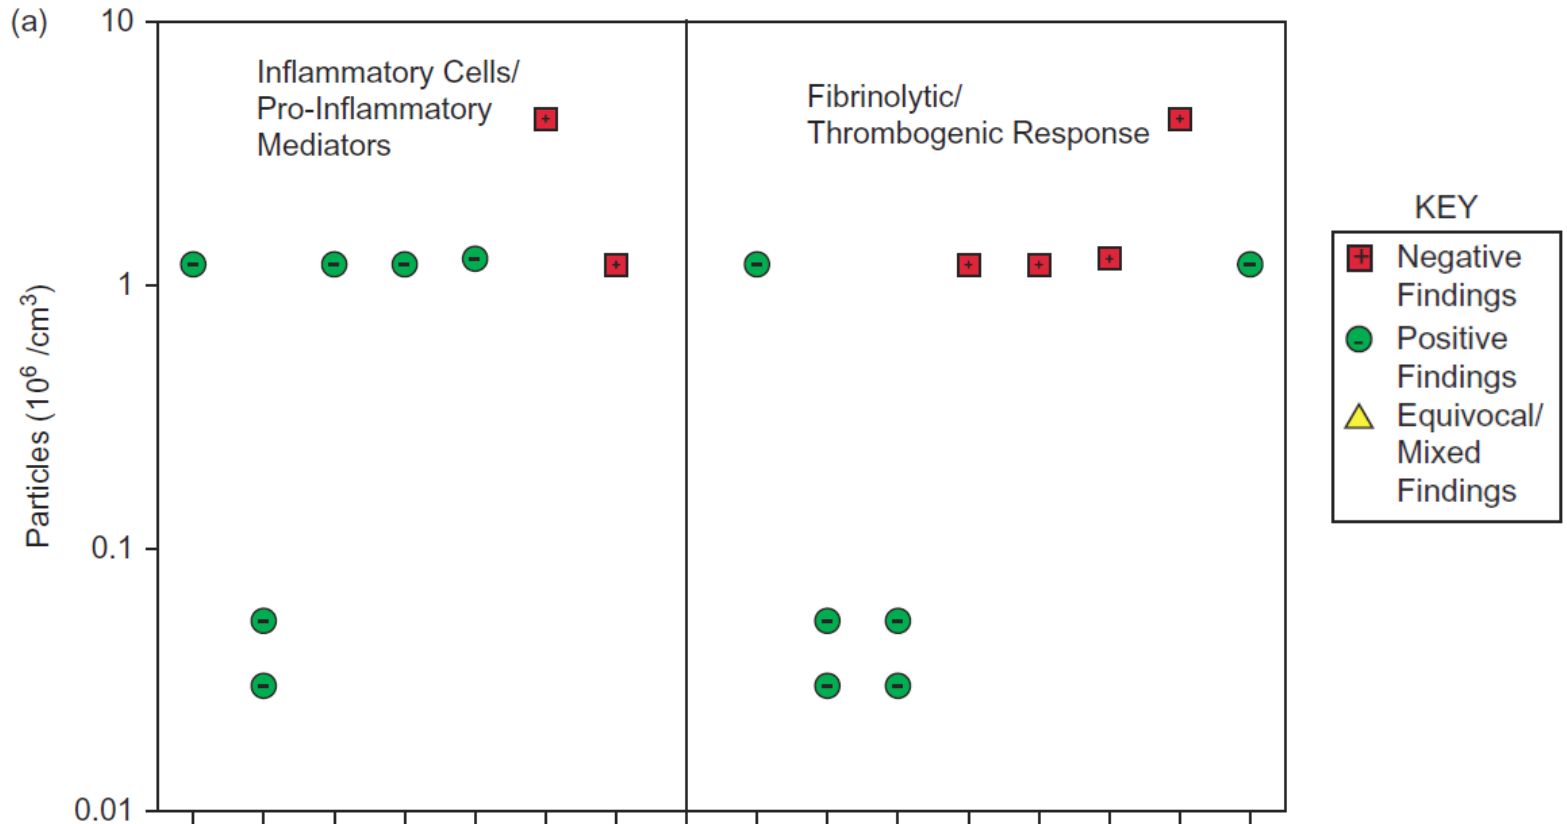 (a)
10
1
0.1
0.01
Particles (10⁶ /cm³)
Inflammatory Cells/
Pro-Inflammatory
Mediators
Fibrinolytic/
Thrombogenic Response
KEY
Negative
Findings
Positive
Findings
Equivocal/
Mixed
Findings